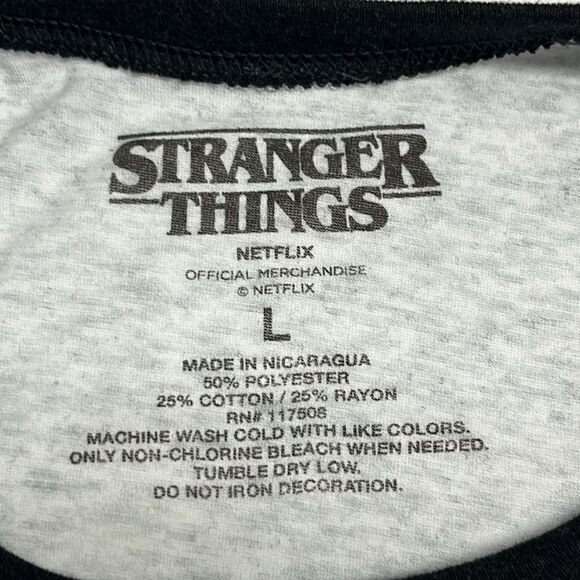 STRANGER
THINGS
NETFLIX
OFFICIAL MERCHANDISE
© NETFLIX
L
MADE IN NICARAGUA
50% POLYESTER
25% COTTON / 25% RAYON
RN# 117508
MACHINE WASH COLD WITH LIKE COLORS.
ONLY NON-CHLORINE BLEACH WHEN NEEDED.
TUMBLE DRY LOW.
DO NOT IRON DECORATION.